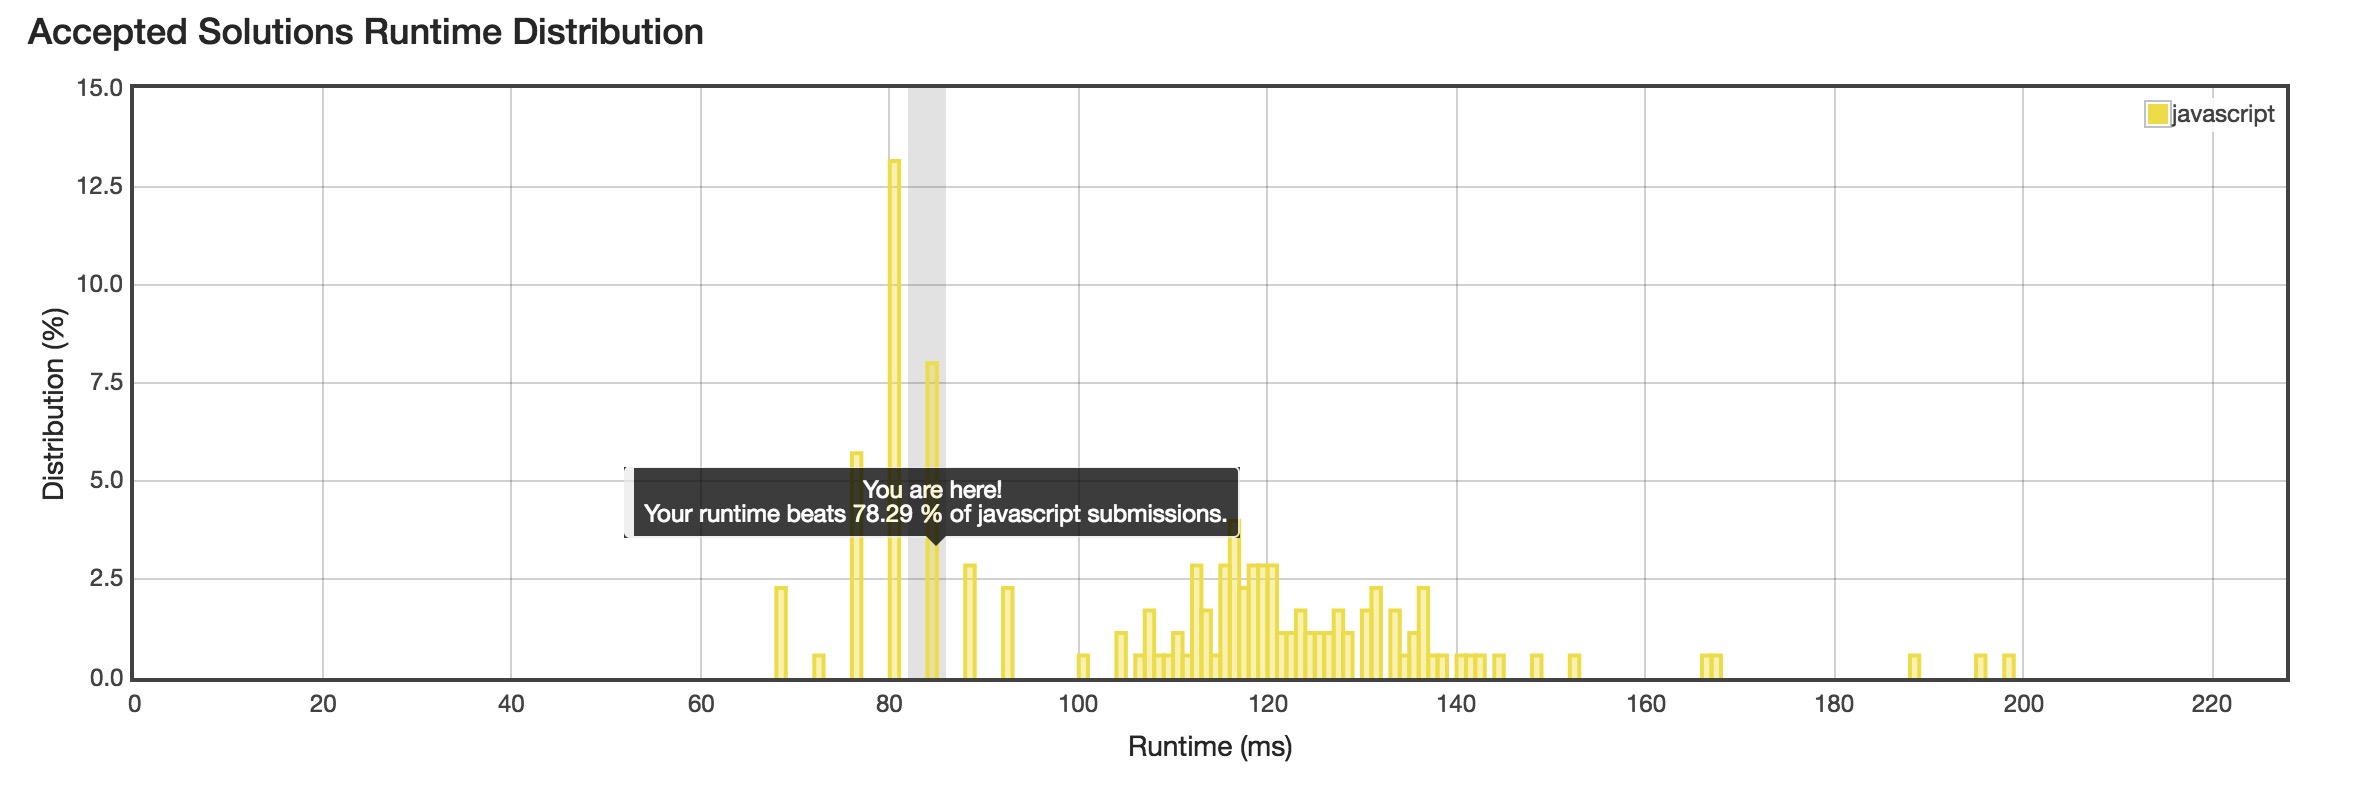 Accepted Solutions Runtime Distribution
15.0
12.5
10.0
7.5
5.0
2.5
0.0
Distribution (%)
javascript
You are here!
Your runtime beats 78.29 % of javascript submissions.
0 20 40 60 80 100 120 140 160 180 200 220
Runtime (ms)